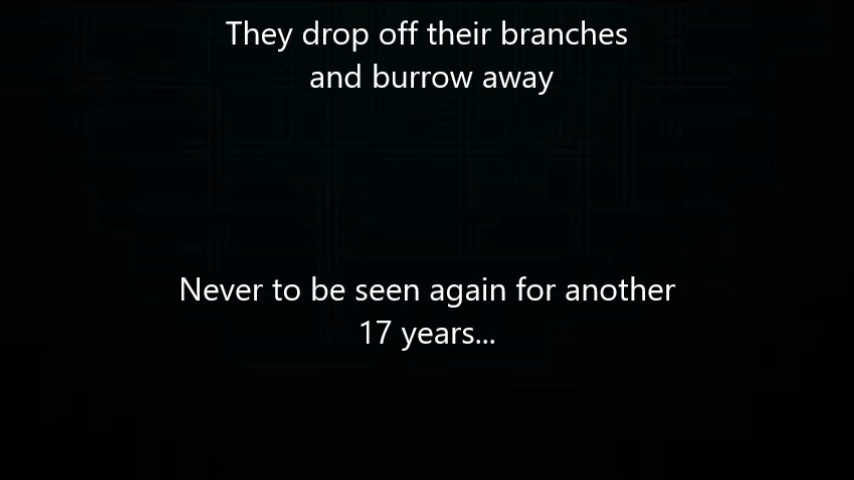 They drop off their branches
and burrow away
Never to be seen again for another
17 years...